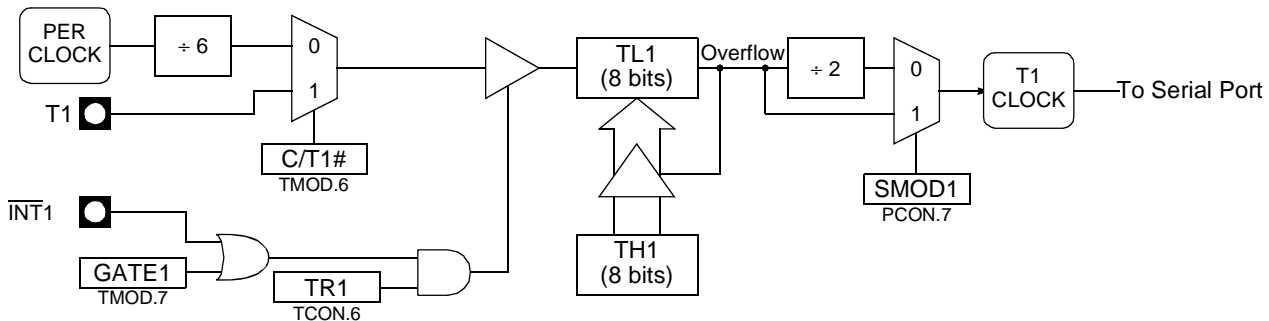 PER
CLOCK
÷ 6
0
1
T1
C/T1#
TMOD.6
INT1
GATE1
TMOD.7
TR1
TCON.6
TL1
(8 bits)
Overflow
TH1
(8 bits)
÷ 2
0
1
SMOD1
PCON.7
T1
CLOCK
To Serial Port